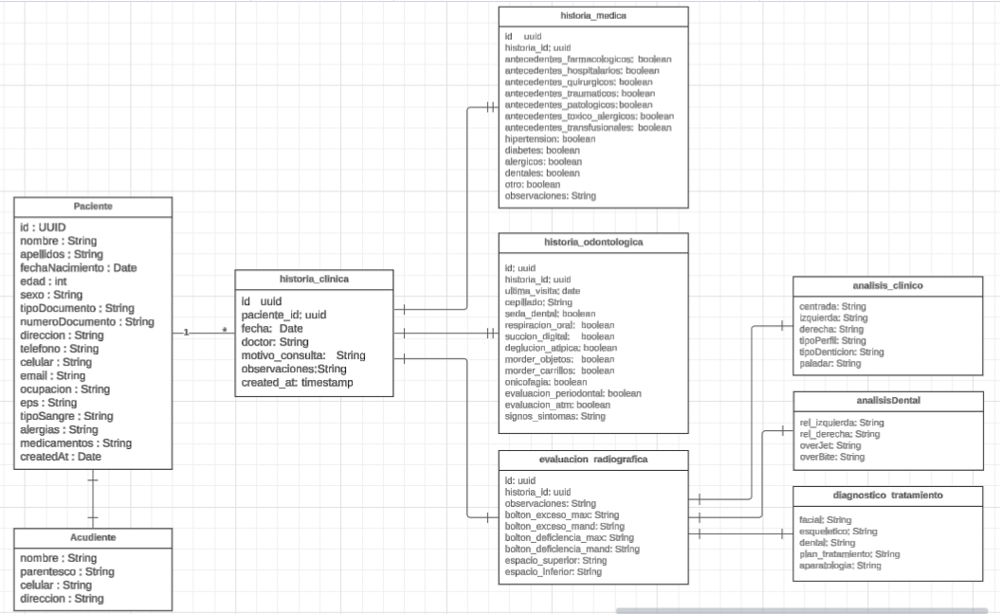 historia_medica
id uuid
historia_id: uuid
antecedentes_farmacologicos: boolean
antecedentes_hospitalarios: boolean
antecedentes_quirurgicos: boolean
antecedentes_traumaticos: boolean
antecedentes_patologicos:boolean
antecedentes_toxico_alergicos: boolean
antecedentes_transfusionales: boolean
hipertension: boolean
diabetes: boolean
alergicos: boolean
dentales: boolean
otro: boolean
observaciones: String
Paciente
id : UUID
nombre : String
apellidos : String
fechaNacimiento : Date
edad : int
sexo : String
tipoDocumento : String
numeroDocumento : String
direccion : String
telefono : String
celular : String
email : String
ocupacion : String
eps : String
tipoSangre : String
alergias : String
medicamentos : String
createdAt : Date
1
*
historia_clinica
id uuid
paciente_id: uuid
fecha: Date
doctor: String
motivo_consulta: String
observaciones:String
created_at: timestamp
historia_odontologica
id: uuid
historia_id: uuid
ultima_visita: date
cepillado: String
seda_dental: boolean
respiracion_oral: boolean
succion_digital: boolean
deglucion_atipica: boolean
morder_objetos: boolean
morder_carrillos: boolean
onicofagia: boolean
evaluacion_periodontal: boolean
evaluacion_atm: boolean
signos_sintomas: String
evaluacion_radiografica
id: uuid
historia_id: uuid
observaciones: String
bolton_exceso_max: String
bolton_exceso_mand: String
bolton_deficiencia_max: String
bolton_deficiencia_mand: String
espacio_superior: String
espacio_inferior: String
analisis_clinico
centrada: String
izquierda: String
derecha: String
tipoPerfil: String
tipoDenticion: String
paladar: String
analisisDental
rel_izquierda: String
rel_derecha: String
overJet: String
overBite: String
diagnostico_tratamiento
facial: String
esqueletico: String
dental: String
plan_tratamiento: String
aparatologia: String
Acudiente
nombre : String
parentesco : String
celular : String
direccion : String